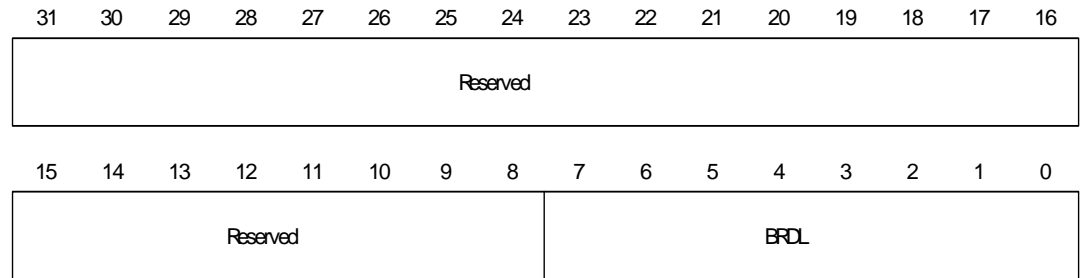 31 30 29 28 27 26 25 24 23 22 21 20 19 18 17 16
Reserved
15 14 13 12 11 10 9 8 7 6 5 4 3 2 1 0
Reserved BRDL